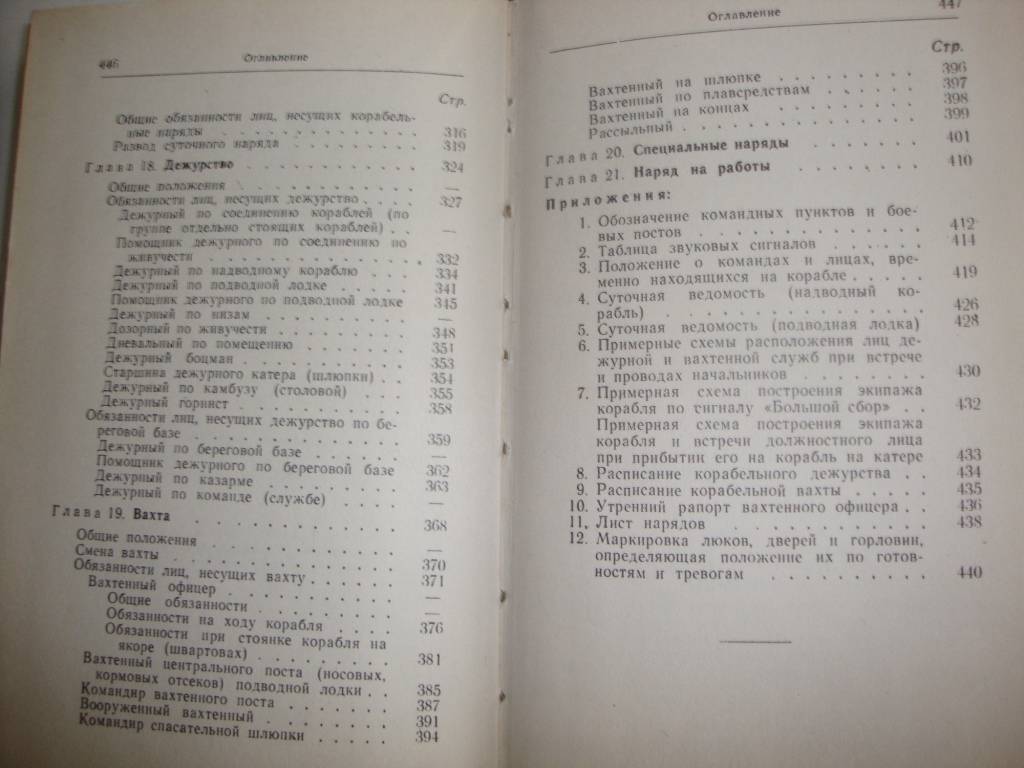 446 Оглавление
Стр.
Общие обязанности лиц, несущих корабель-
ные наряды . . . . . . . . . . . 316
Развод суточного наряда . . . . . . . . 319
Глава 18. Дежурство . . . . . . . . . . 324
Общие положения . . . . . . . . . . —
Обязанности лиц, несущих дежурство . . . . 327
Дежурный по соединению кораблей (по
группе отдельно стоящих кораблей) . . —
Помощник дежурного по соединению по
живучести . . . . . . . . . . 332
Дежурный по надводному кораблю . . . 334
Дежурный по подводной лодке . . . . . 341
Помощник дежурного по подводной лодке 345
Дежурный по низам . . . . . . . . . —
Дозорный по живучести . . . . . . . . 348
Дневальный по помещению . . . . . . . 351
Дежурный боцман . . . . . . . . . . 353
Старшина дежурного катера (шлюпки) . . 354
Дежурный по камбузу (столовой) . . . . 355
Дежурный горнист . . . . . . . . . . 358
Обязанности лиц, несущих дежурство по бе-
реговой базе . . . . . . . . . . . 359
Дежурный по береговой базе . . . . . . —
Помощник дежурного по береговой базе 362
Дежурный по казарме . . . . . . . . 363
Дежурный по команде (службе) . . . . —
Глава 19. Вахта . . . . . . . . . . . 368
Общие положения . . . . . . . . . . —
Смена вахты . . . . . . . . . . . . 370
Обязанности лиц, несущих вахту . . . . . . 371
Вахтенный офицер . . . . . . . . . . —
Общие обязанности . . . . . . . . —
Обязанности на ходу корабля . . . . 376
Обязанности при стоянке корабля на
якоре (швартовах) . . . . . . . . 381
Вахтенный центрального поста (носовых,
кормовых отсеков) подводной лодки . . 385
Командир вахтенного поста . . . . . . 387
Вооруженный вахтенный . . . . . . . . 391
Командир спасательной шлюпки . . . . . 394
Оглавление 447
Стр.
Вахтенный на шлюпке . . . . . . . . 396
Вахтенный по плавсредствам . . . . . . 397
Вахтенный на концах . . . . . . . . 398
Рассыльный . . . . . . . . . . . . 399
Глава 20. Специальные наряды . . . . . . . 401
Глава 21. Наряд на работы . . . . . . . . 410
Приложения:
1. Обозначение командных пунктов и бое-
вых постов . . . . . . . . . . . 412
2. Таблица звуковых сигналов . . . . . . 414
3. Положение о командах и лицах, вре-
менно находящихся на корабле . . . . . 419
4. Суточная ведомость (надводный ко-
рабль) . . . . . . . . . . . . . 426
5. Суточная ведомость (подводная лодка) 428
6. Примерные схемы расположения лиц де-
журной и вахтенной служб при встрече
и проводах начальников . . . . . . . . 430
7. Примерная схема построения экипажа
корабля по сигналу «Большой сбор» . . 432
Примерная схема построения экипажа
корабля и встречи должностного лица
при прибытии его на корабль на катере 433
8. Расписание корабельного дежурства . . 434
9. Расписание корабельной вахты . . . . . 435
10. Утренний рапорт вахтенного офицера . . 436
11. Лист нарядов . . . . . . . . . . . 438
12. Маркировка люков, дверей и горловин,
определяющая положение их по готов-
ностям и тревогам . . . . . . . . . . 440